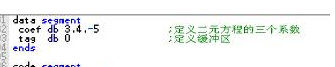 data segment
coef db 3,4,-5 ;定义二元方程的三个系数
tag db 0 ;定义缓冲区
ends
code segment